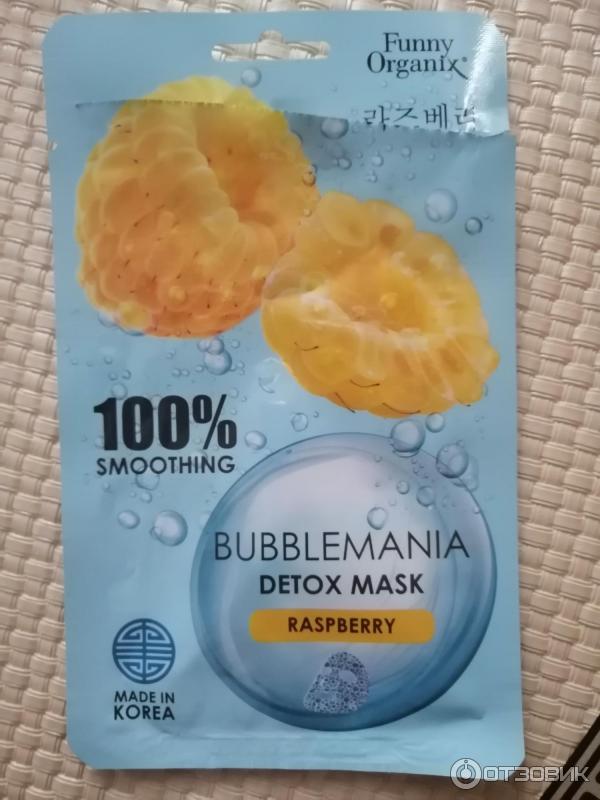 Funny
Organix®
라즈베리
100%
SMOOTHING
BUBBLEMANIA
DETOX MASK
RASPBERRY
MADE IN
KOREA
ОТЗОВИК